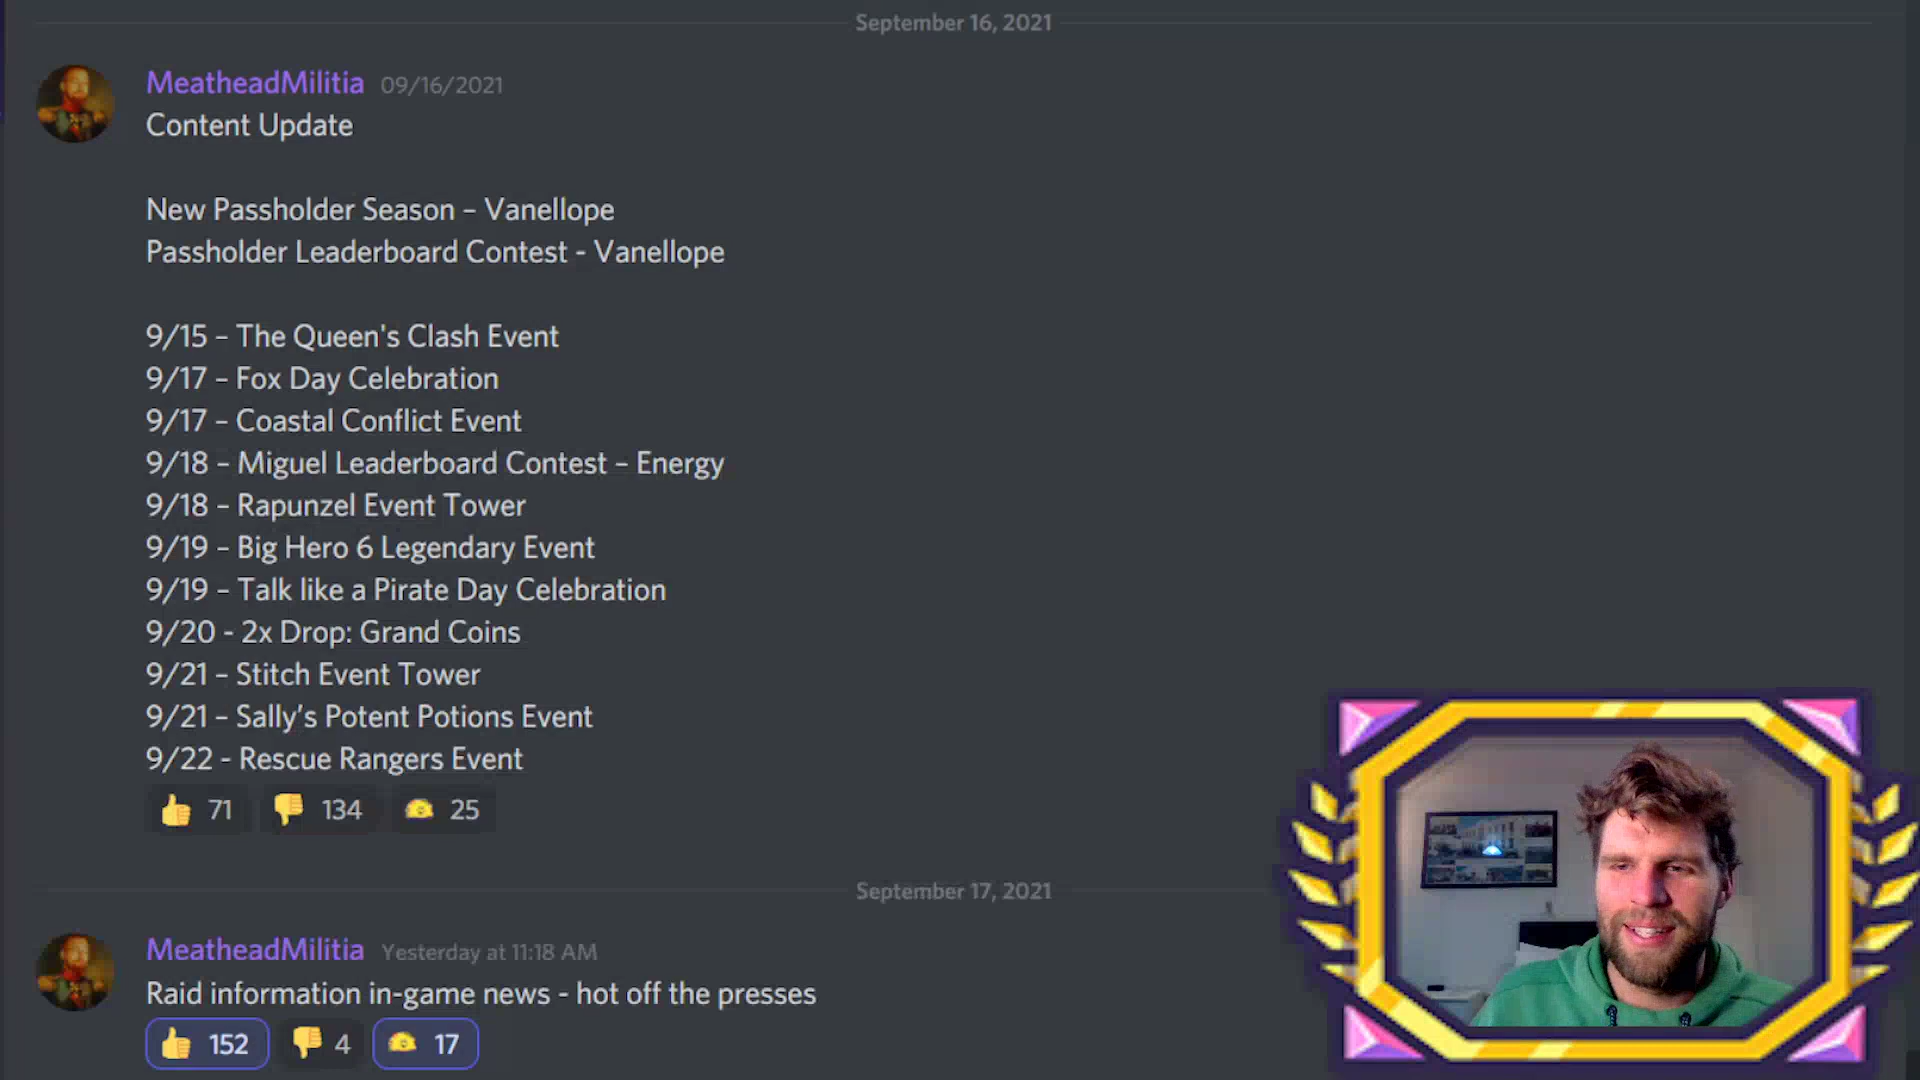 September 16, 2021
MeatheadMilitia 09/16/2021
Content Update
New Passholder Season – Vanellope
Passholder Leaderboard Contest - Vanellope
9/15 – The Queen's Clash Event
9/17 – Fox Day Celebration
9/17 – Coastal Conflict Event
9/18 – Miguel Leaderboard Contest – Energy
9/18 – Rapunzel Event Tower
9/19 – Big Hero 6 Legendary Event
9/19 – Talk like a Pirate Day Celebration
9/20 - 2x Drop: Grand Coins
9/21 – Stitch Event Tower
9/21 – Sally’s Potent Potions Event
9/22 - Rescue Rangers Event
71 134 25
September 17, 2021
MeatheadMilitia Yesterday at 11:18 AM
Raid information in-game news - hot off the presses
152 4 17